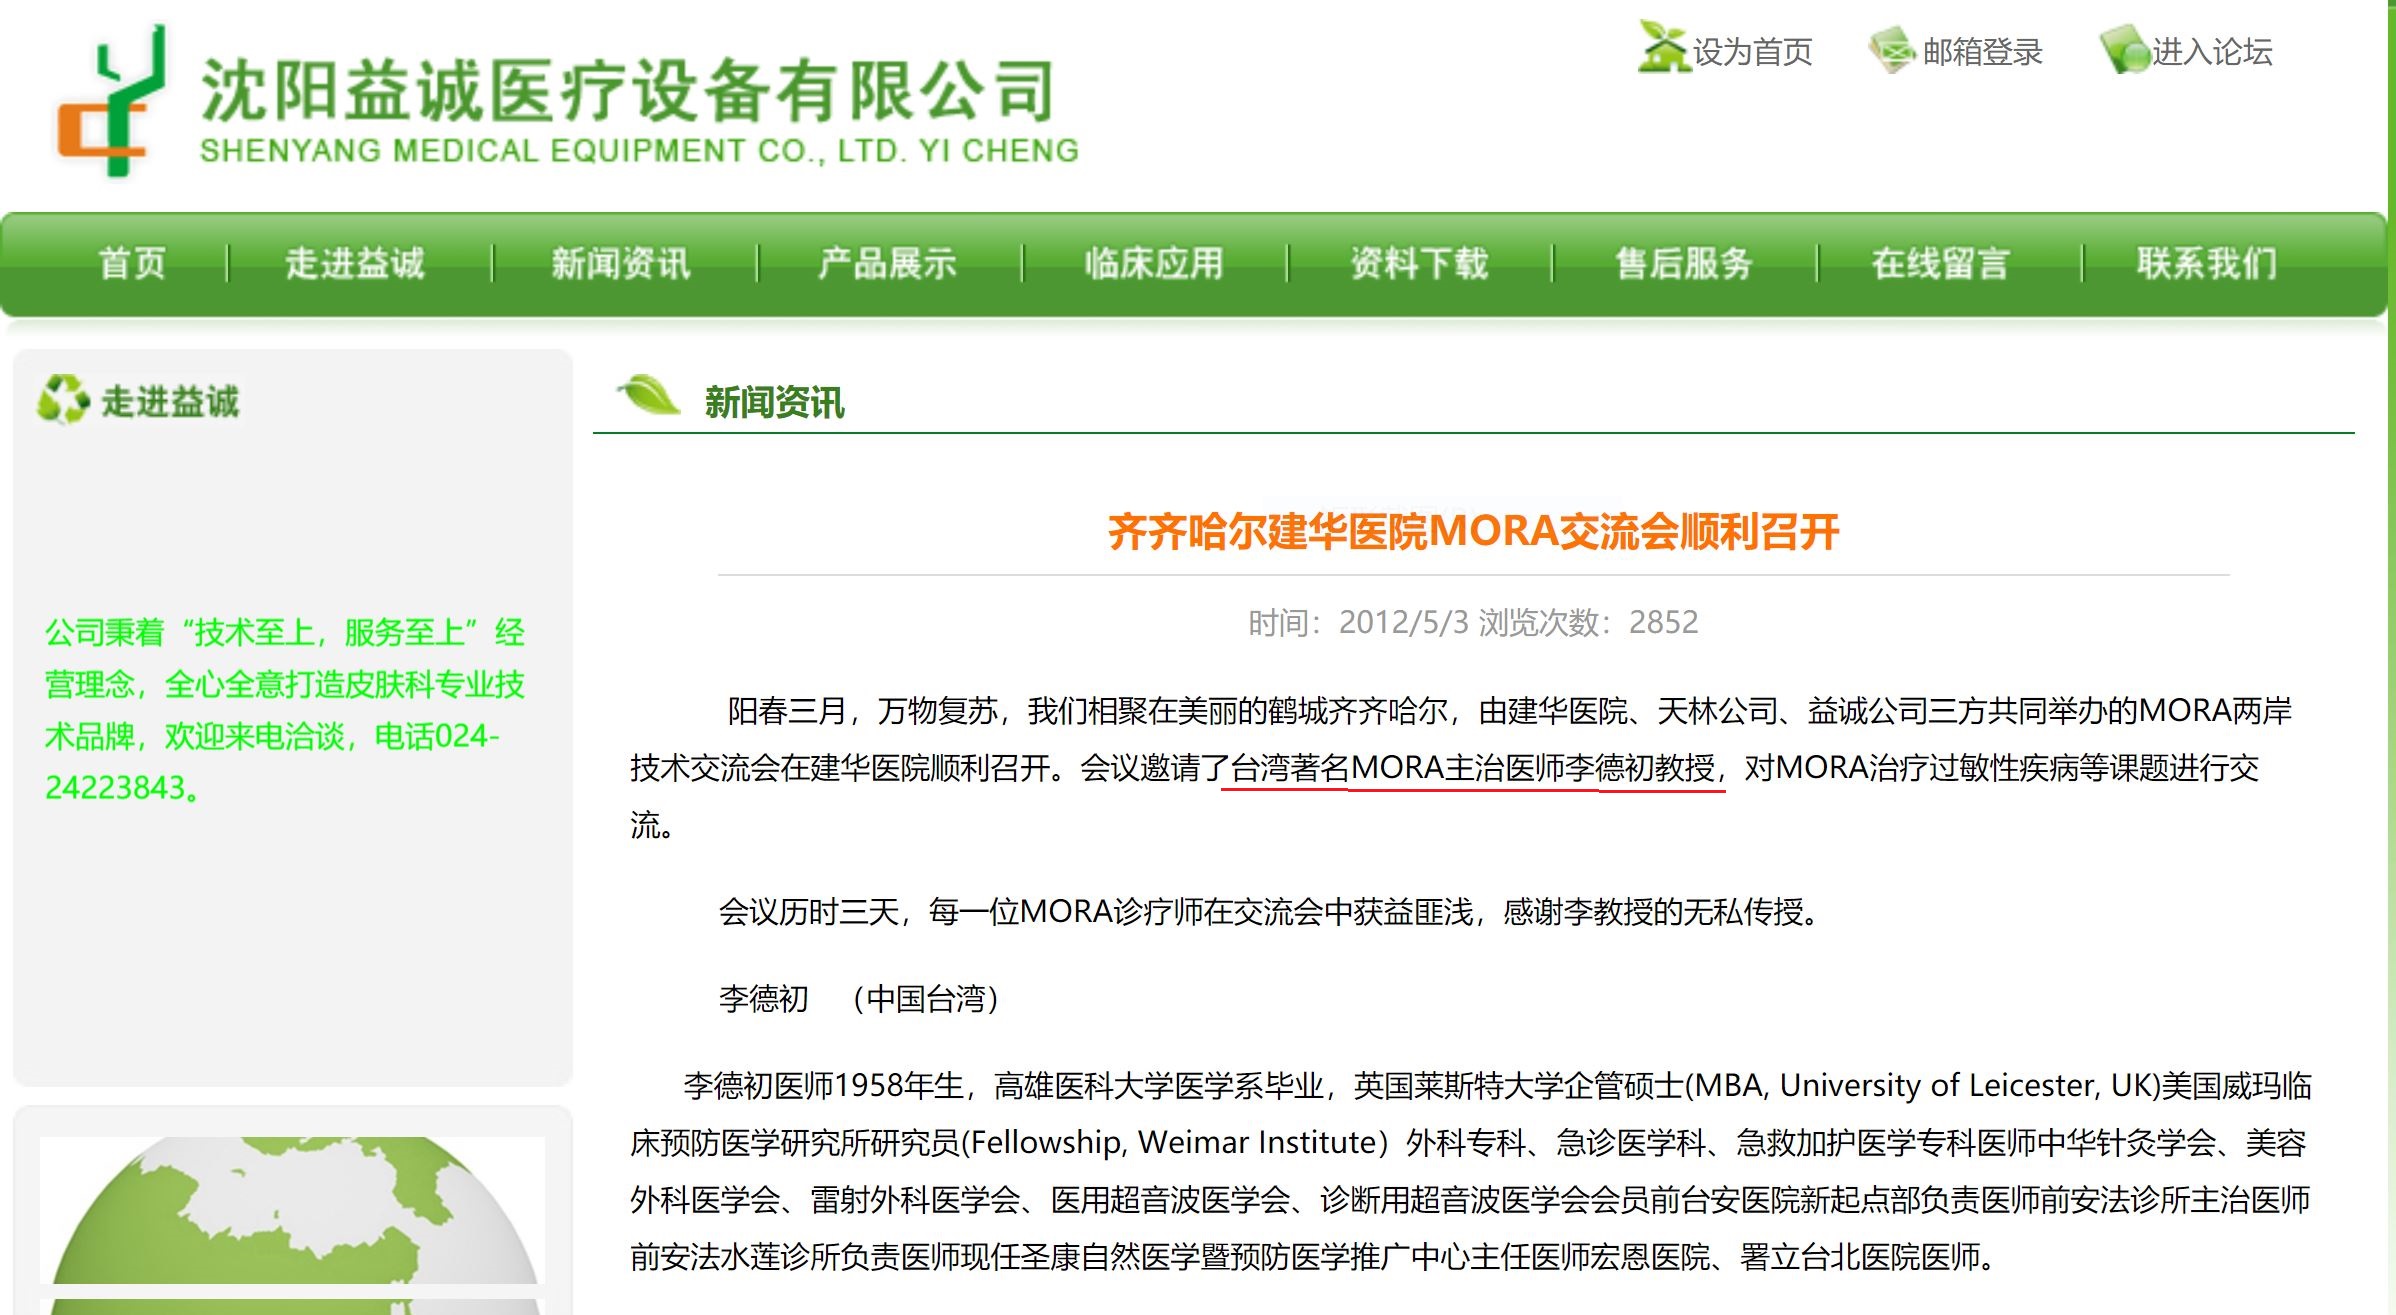 设为首页 邮箱登录 进入论坛
沈阳益诚医疗设备有限公司
SHENYANG MEDICAL EQUIPMENT CO., LTD. YI CHENG
首页 走进益诚 新闻资讯 产品展示 临床应用 资料下载 售后服务 在线留言 联系我们
走进益诚
公司秉着“技术至上，服务至上”经
营理念，全心全意打造皮肤科专业技
术品牌，欢迎来电洽谈，电话024-
24223843。
新闻资讯
齐齐哈尔建华医院MORA交流会顺利召开
时间：2012/5/3 浏览次数：2852
阳春三月，万物复苏，我们相聚在美丽的鹤城齐齐哈尔，由建华医院、天林公司、益诚公司三方共同举办的MORA两岸
技术交流会在建华医院顺利召开。会议邀请了台湾著名MORA主治医师李德初教授，对MORA治疗过敏性疾病等课题进行交
流。
会议历时三天，每一位MORA诊疗师在交流会中获益匪浅，感谢李教授的无私传授。
李德初 （中国台湾）
李德初医师1958年生，高雄医科大学医学系毕业，英国莱斯特大学企管硕士(MBA, University of Leicester, UK)美国威玛临
床预防医学研究所研究员(Fellowship, Weimar Institute）外科专科、急诊医学科、急救加护医学专科医师中华针灸学会、美容
外科医学会、雷射外科医学会、医用超音波医学会、诊断用超音波医学会会员前台安医院新起点部负责医师前安法诊所主治医师
前安法水莲诊所负责医师现任圣康自然医学暨预防医学推广中心主任医师宏恩医院、署立台北医院医师。